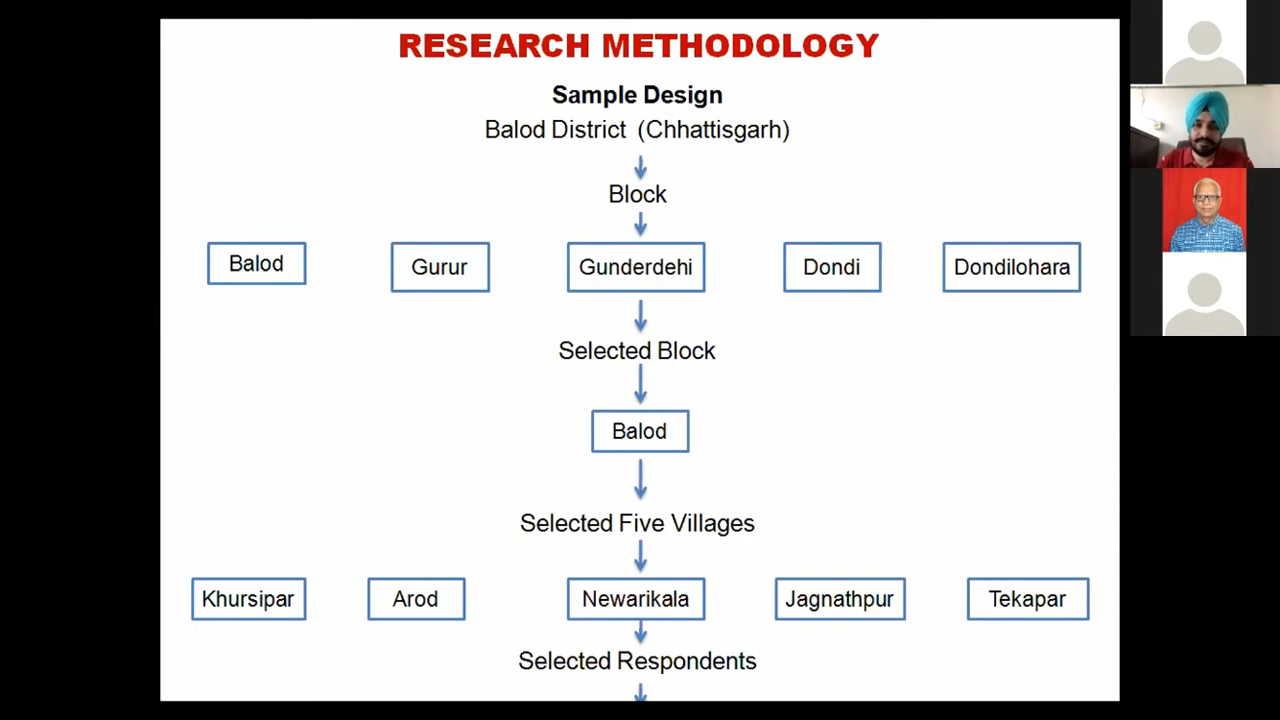 RESEARCH METHODOLOGY
Sample Design
Balod District (Chhattisgarh)
Block
Balod Gurur Gunderdehi Dondi Dondilohara
Selected Block
Balod
Selected Five Villages
Khursipar Arod Newarikala Jagnathpur Tekapar
Selected Respondents